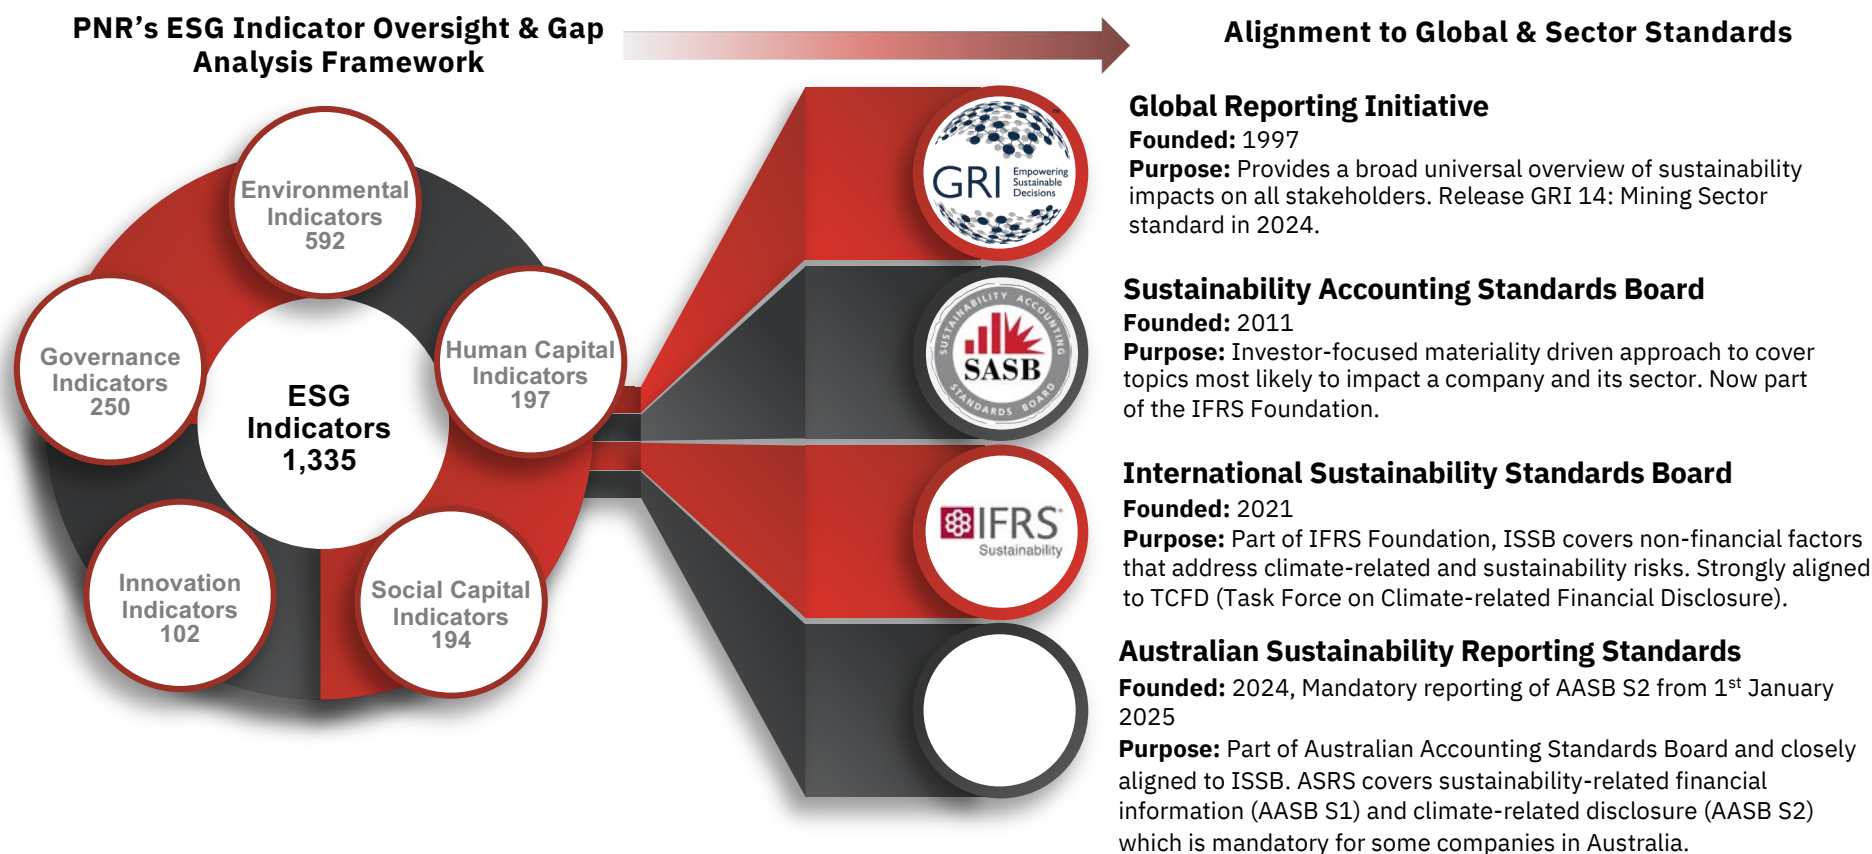 PNR's ESG Indicator Oversight & Gap
Analysis Framework
Alignment to Global & Sector Standards
Environmental
Indicators
592
Governance
Indicators
250
Human Capital
Indicators
197
ESG
Indicators
1,335
Innovation
Indicators
102
Social Capital
Indicators
194
GRI
Empowering
Sustainable
Decisions
Global Reporting Initiative
Founded: 1997
Purpose: Provides a broad universal overview of sustainability
impacts on all stakeholders. Release GRI 14: Mining Sector
standard in 2024.
SUSTAINABILITY ACCOUNTING
SASB
STANDARDS BOARD
Sustainability Accounting Standards Board
Founded: 2011
Purpose: Investor-focused materiality driven approach to cover
topics most likely to impact a company and its sector. Now part
of the IFRS Foundation.
IFRS
Sustainability
International Sustainability Standards Board
Founded: 2021
Purpose: Part of IFRS Foundation, ISSB covers non-financial factors
that address climate-related and sustainability risks. Strongly aligned
to TCFD (Task Force on Climate-related Financial Disclosure).
Australian Sustainability Reporting Standards
Founded: 2024, Mandatory reporting of AASB S2 from 1st January
2025
Purpose: Part of Australian Accounting Standards Board and closely
aligned to ISSB. ASRS covers sustainability-related financial
information (AASB S1) and climate-related disclosure (AASB S2)
which is mandatory for some companies in Australia.